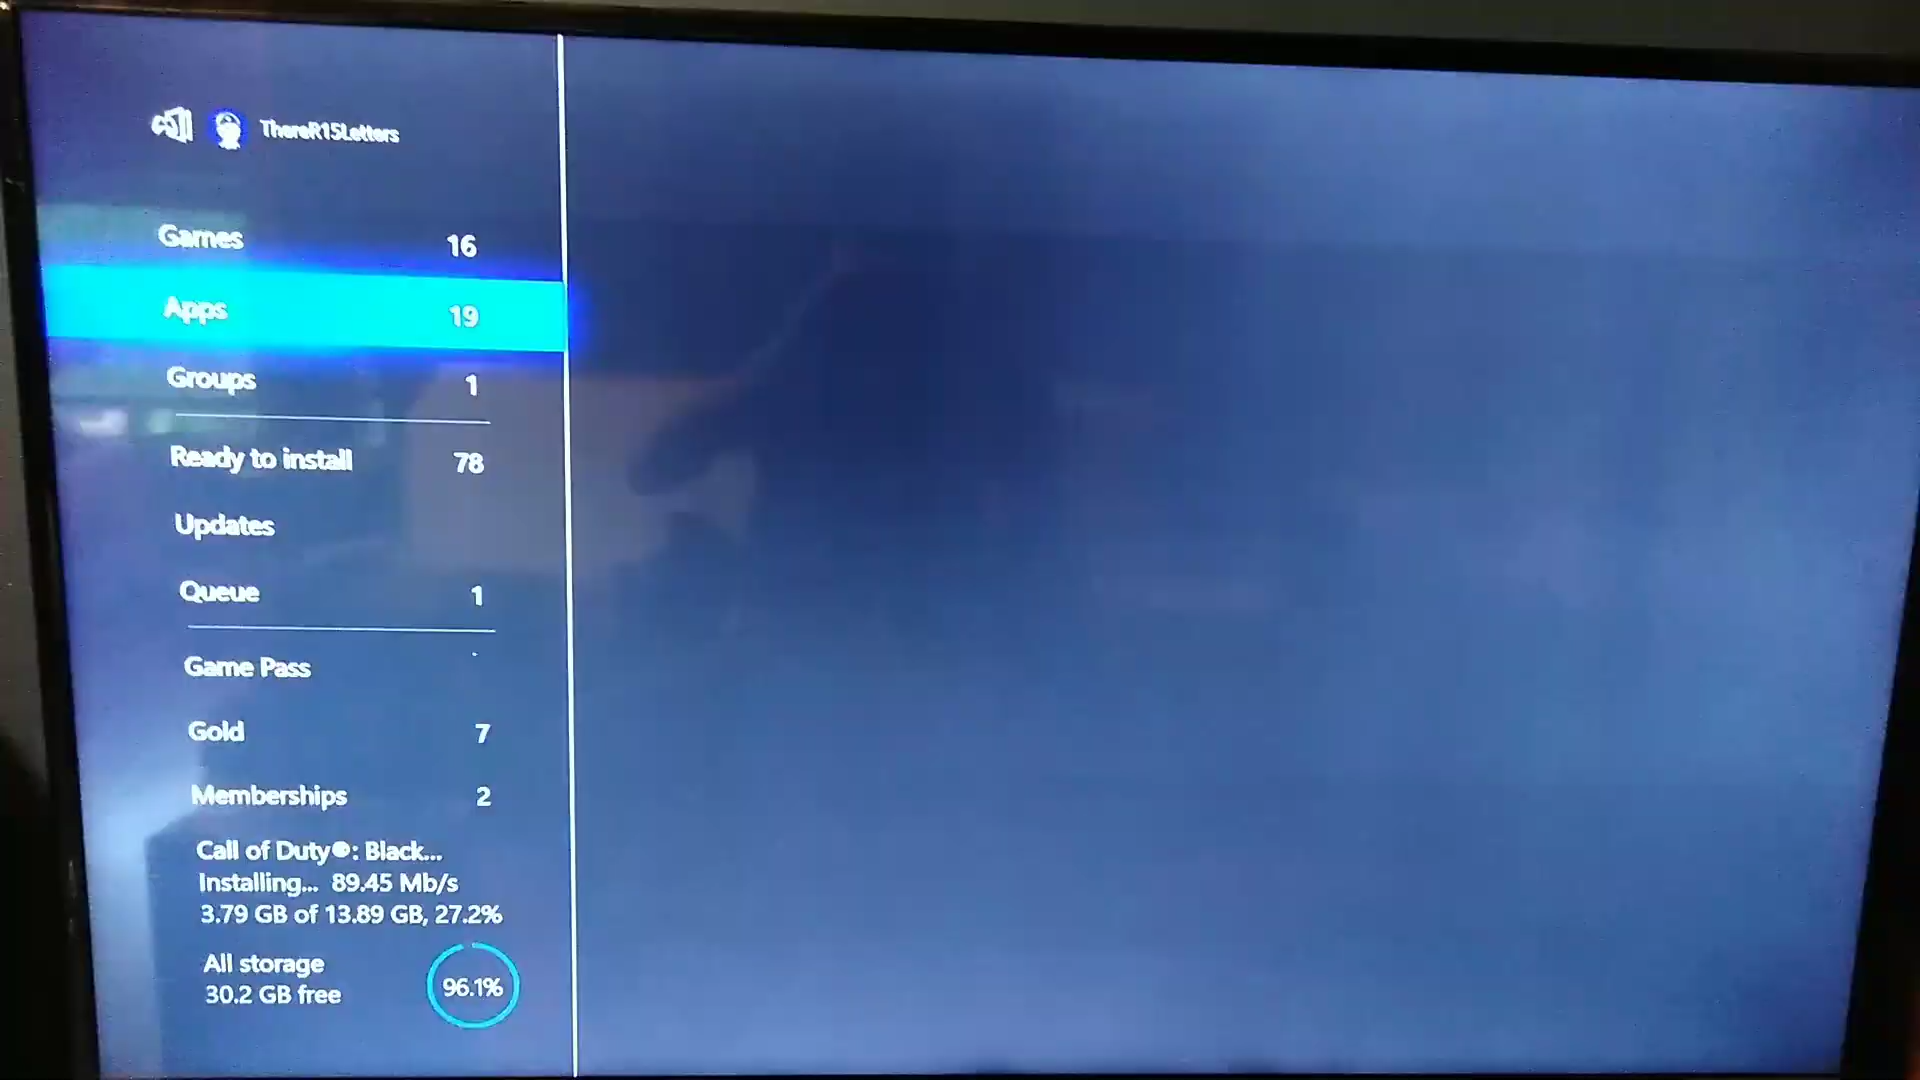 ThereR15Letters
Games 16
Apps 19
Groups 1
Ready to install 78
Updates
Queue 1
Game Pass
Gold 7
Memberships 2
Call of Duty®: Black...
Installing... 89.45 Mb/s
3.79 GB of 13.89 GB, 27.2%
All storage
30.2 GB free
96.1%